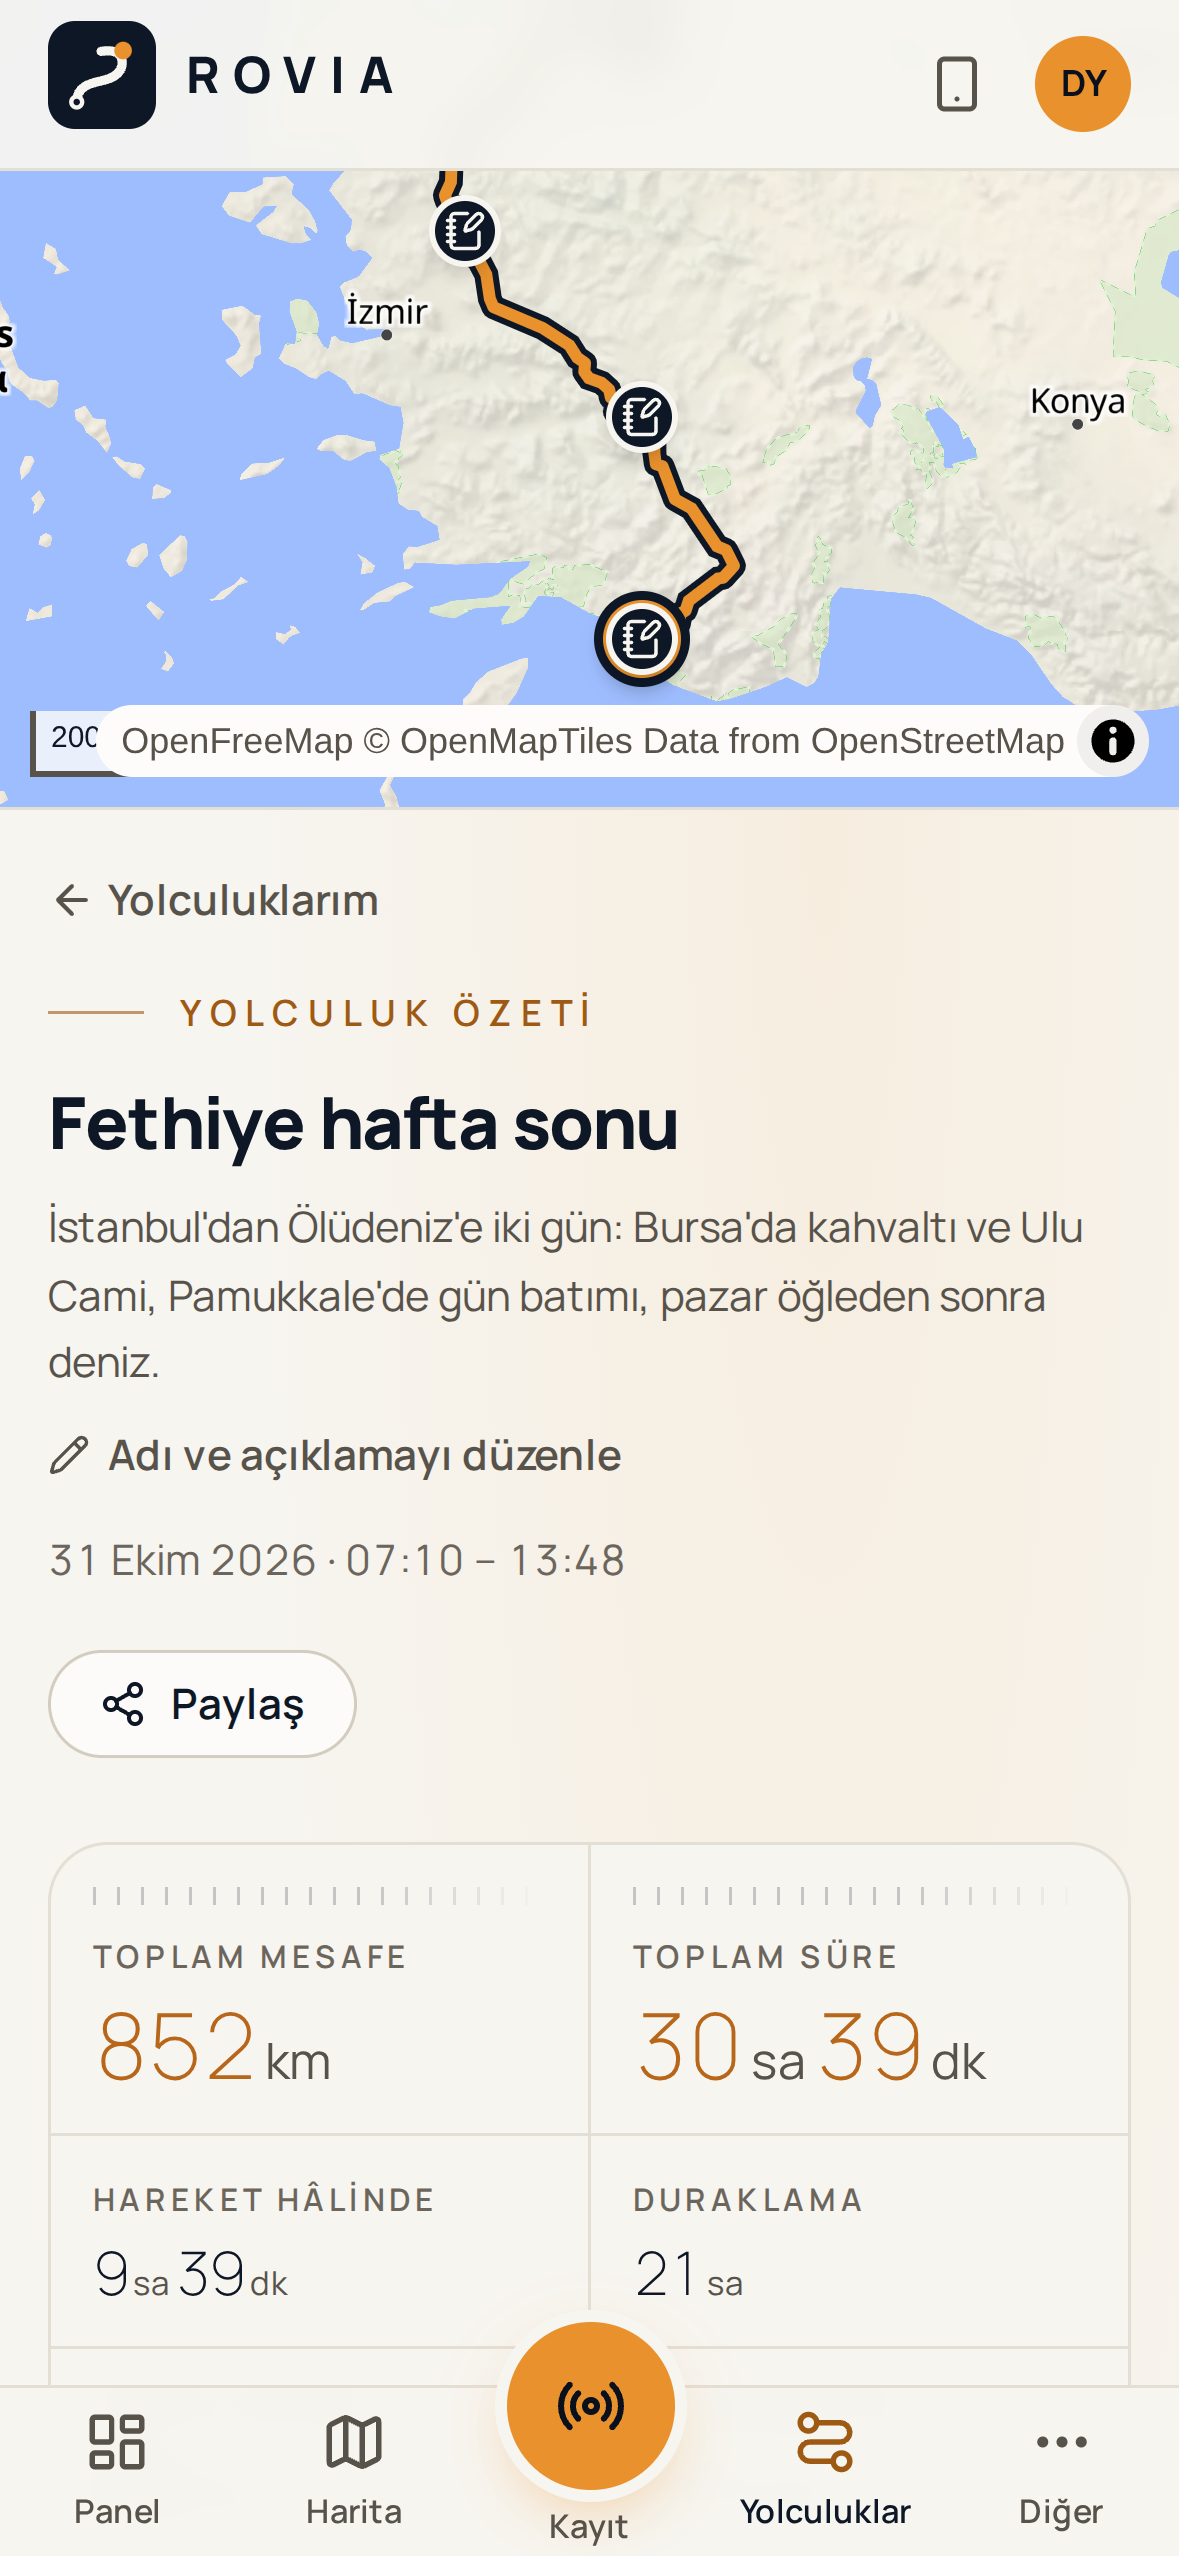 ROVIA
DY
İzmir
Konya
200
OpenFreeMap © OpenMapTiles Data from OpenStreetMap
Yolculuklarım
YOLCULUK ÖZETİ
Fethiye hafta sonu
İstanbul'dan Ölüdeniz'e iki gün: Bursa'da kahvaltı ve Ulu
Cami, Pamukkale'de gün batımı, pazar öğleden sonra
deniz.
Adı ve açıklamayı düzenle
31 Ekim 2026 · 07:10 – 13:48
Paylaş
TOPLAM MESAFE
852 km
TOPLAM SÜRE
30 sa 39 dk
HAREKET HÂLİNDE
9 sa 39 dk
DURAKLAMA
21 sa
Panel
Harita
Kayıt
Yolculuklar
Diğer